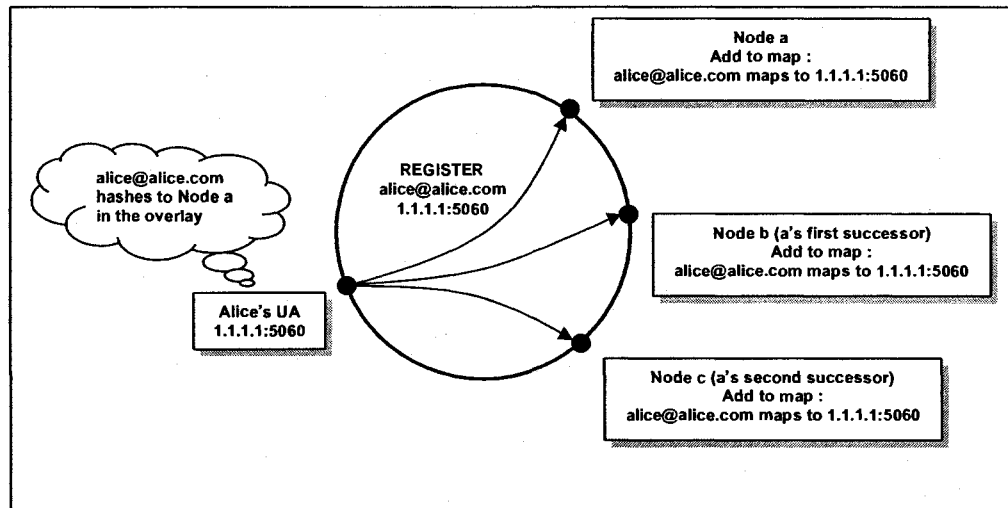 Node a
Add to map :
alice@alice.com maps to 1.1.1.1:5060
alice@alice.com
hashes to Node a
in the overlay
REGISTER
alice@alice.com
1.1.1.1:5060
Node b (a's first successor)
Add to map :
alice@alice.com maps to 1.1.1.1:5060
Alice's UA
1.1.1.1:5060
Node c (a's second successor)
Add to map :
alice@alice.com maps to 1.1.1.1:5060